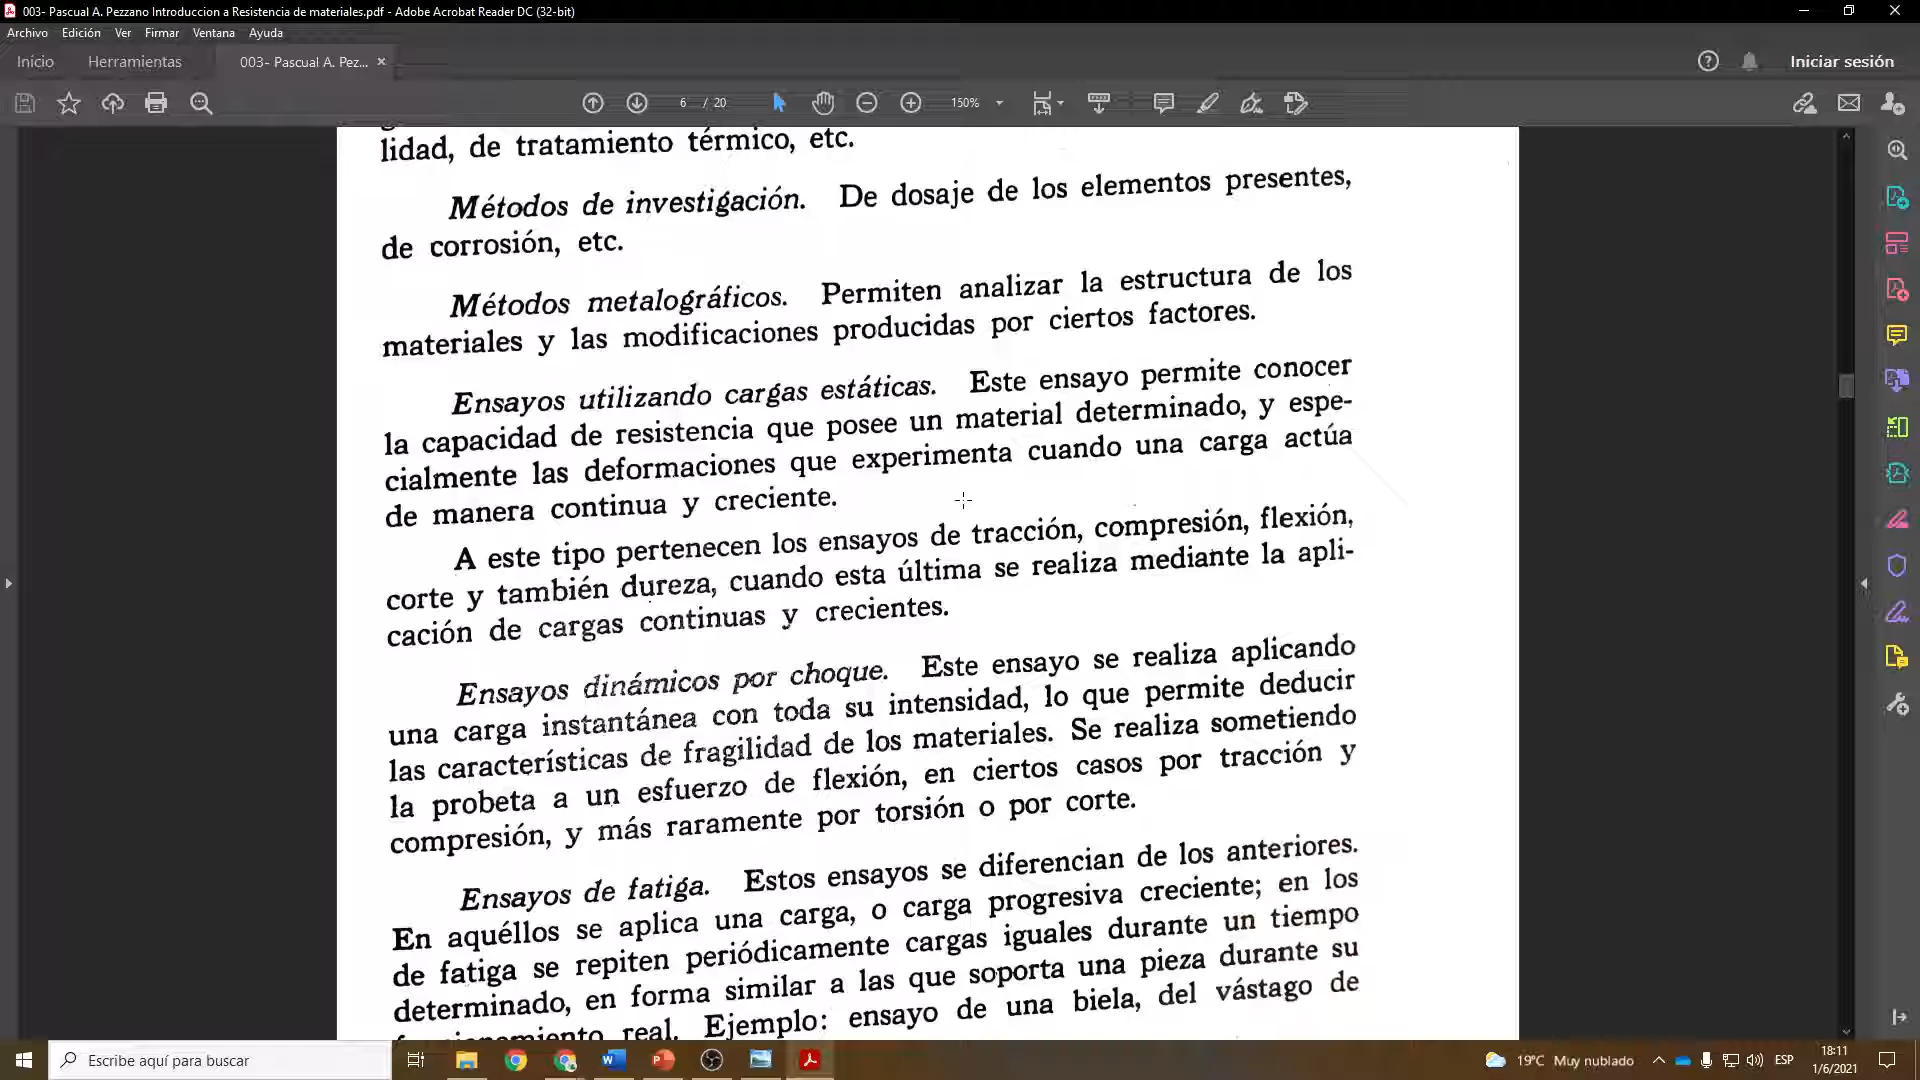 003- Pascual A. Pezzano Introduccion a Resistencia de materiales.pdf - Adobe Acrobat Reader DC (32-bit)
Archivo Edición Ver Firmar Ventana Ayuda
Inicio Herramientas 003- Pascual A. Pez... Iniciar sesión
6 / 20 150%
lidad, de tratamiento térmico, etc.
Métodos de investigación. De dosaje de los elementos presentes,
de corrosión, etc.
Métodos metalográficos. Permiten analizar la estructura de los
materiales y las modificaciones producidas por ciertos factores.
Ensayos utilizando cargas estáticas. Este ensayo permite conocer
la capacidad de resistencia que posee un material determinado, y espe-
cialmente las deformaciones que experimenta cuando una carga actúa
de manera continua y creciente.
A este tipo pertenecen los ensayos de tracción, compresión, flexión,
corte y también dureza, cuando esta última se realiza mediante la apli-
cación de cargas continuas y crecientes.
Ensayos dinámicos por choque. Este ensayo se realiza aplicando
una carga instantánea con toda su intensidad, lo que permite deducir
las características de fragilidad de los materiales. Se realiza sometiendo
la probeta a un esfuerzo de flexión, en ciertos casos por tracción y
compresión, y más raramente por torsión o por corte.
Ensayos de fatiga. Estos ensayos se diferencian de los anteriores.
En aquéllos se aplica una carga, o carga progresiva creciente; en los
de fatiga se repiten periódicamente cargas iguales durante un tiempo
determinado, en forma similar a las que soporta una pieza durante su
real. Ejemplo: ensayo de una biela, del vástago de
Escribe aquí para buscar
19°C Muy nublado
ESP
18:11
1/6/2021